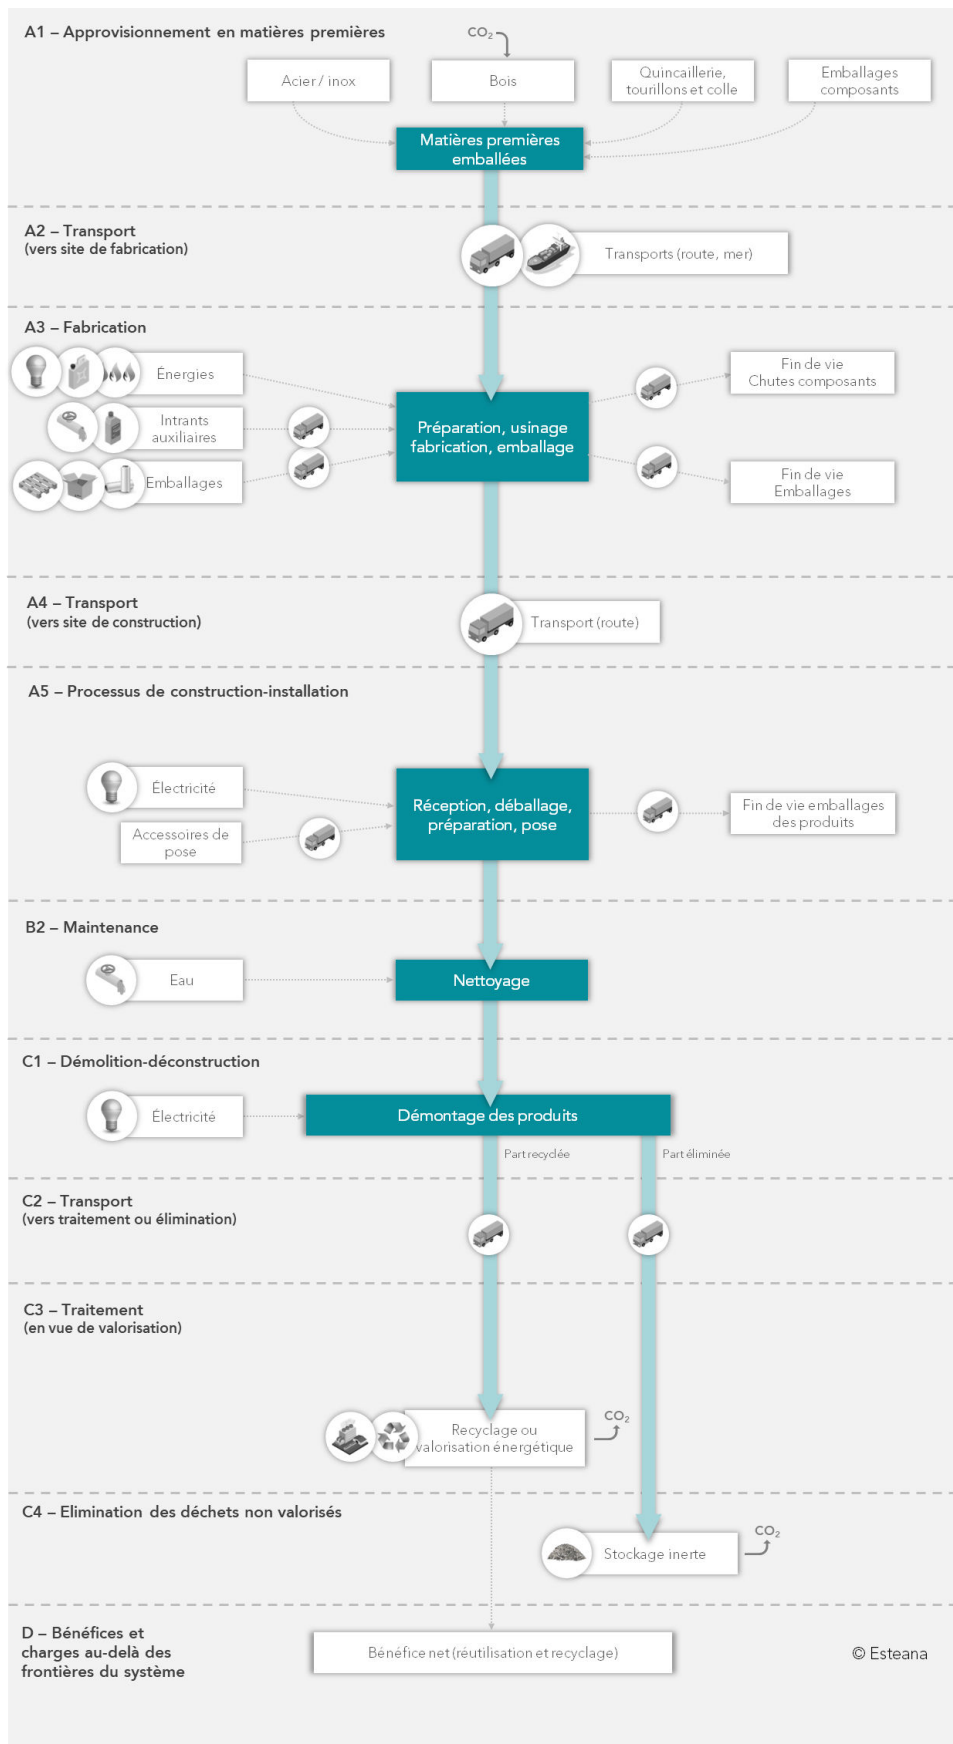 A1 – Approvisionnement en matières premières
CO₂
Acier / inox
Bois
Quincaillerie,
tourillons et colle
Emballages
composants
Matières premières
emballées
A2 – Transport
(vers site de fabrication)
Transports (route, mer)
A3 – Fabrication
Énergies
Intrants
auxiliaires
Emballages
Préparation, usinage
fabrication, emballage
Fin de vie
Chutes composants
Fin de vie
Emballages
A4 – Transport
(vers site de construction)
Transport (route)
A5 – Processus de construction-installation
Électricité
Accessoires de
pose
Réception, déballage,
préparation, pose
Fin de vie emballages
des produits
B2 – Maintenance
Eau
Nettoyage
C1 – Démolition-déconstruction
Électricité
Démontage des produits
Part recyclée
Part éliminée
C2 – Transport
(vers traitement ou élimination)
C3 – Traitement
(en vue de valorisation)
Recyclage ou
valorisation énergétique
CO₂
C4 – Elimination des déchets non valorisés
Stockage inerte
CO₂
D – Bénéfices et
charges au-delà des
frontières du système
Bénéfice net (réutilisation et recyclage)
© Esteana